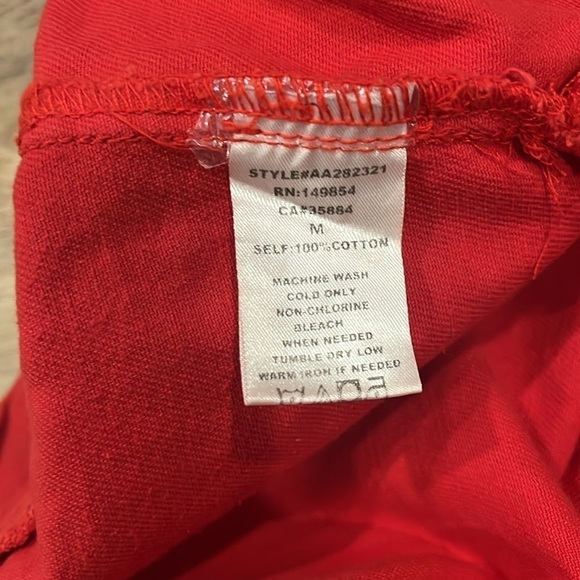 STYLE#AA282321
RN:149854
CA#35884
M
SELF:100%COTTON
MACHINE WASH
COLD ONLY
NON-CHLORINE
BLEACH
WHEN NEEDED
TUMBLE DRY LOW
WARM IRON IF NEEDED